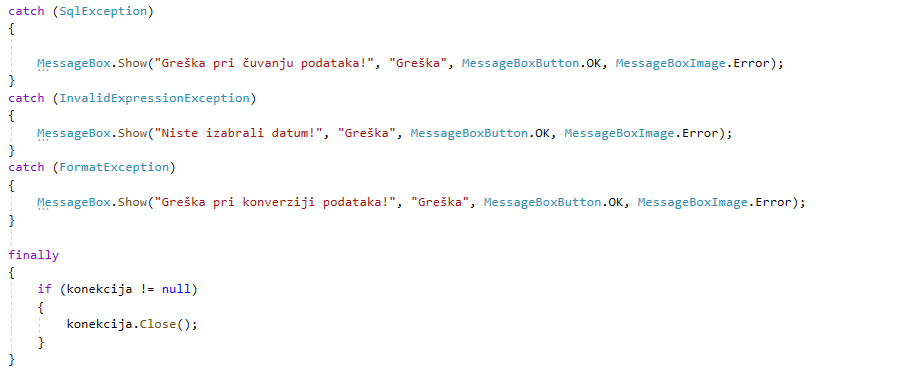 catch (SqlException)
{
MessageBox.Show("Greška pri čuvanju podataka!", "Greška", MessageBoxButton.OK, MessageBoxImage.Error);
}
catch (InvalidExpressionException)
{
MessageBox.Show("Niste izabrali datum!", "Greška", MessageBoxButton.OK, MessageBoxImage.Error);
}
catch (FormatException)
{
MessageBox.Show("Greška pri konverziji podataka!", "Greška", MessageBoxButton.OK, MessageBoxImage.Error);
}
finally
{
if (konekcija != null)
{
konekcija.Close();
}
}